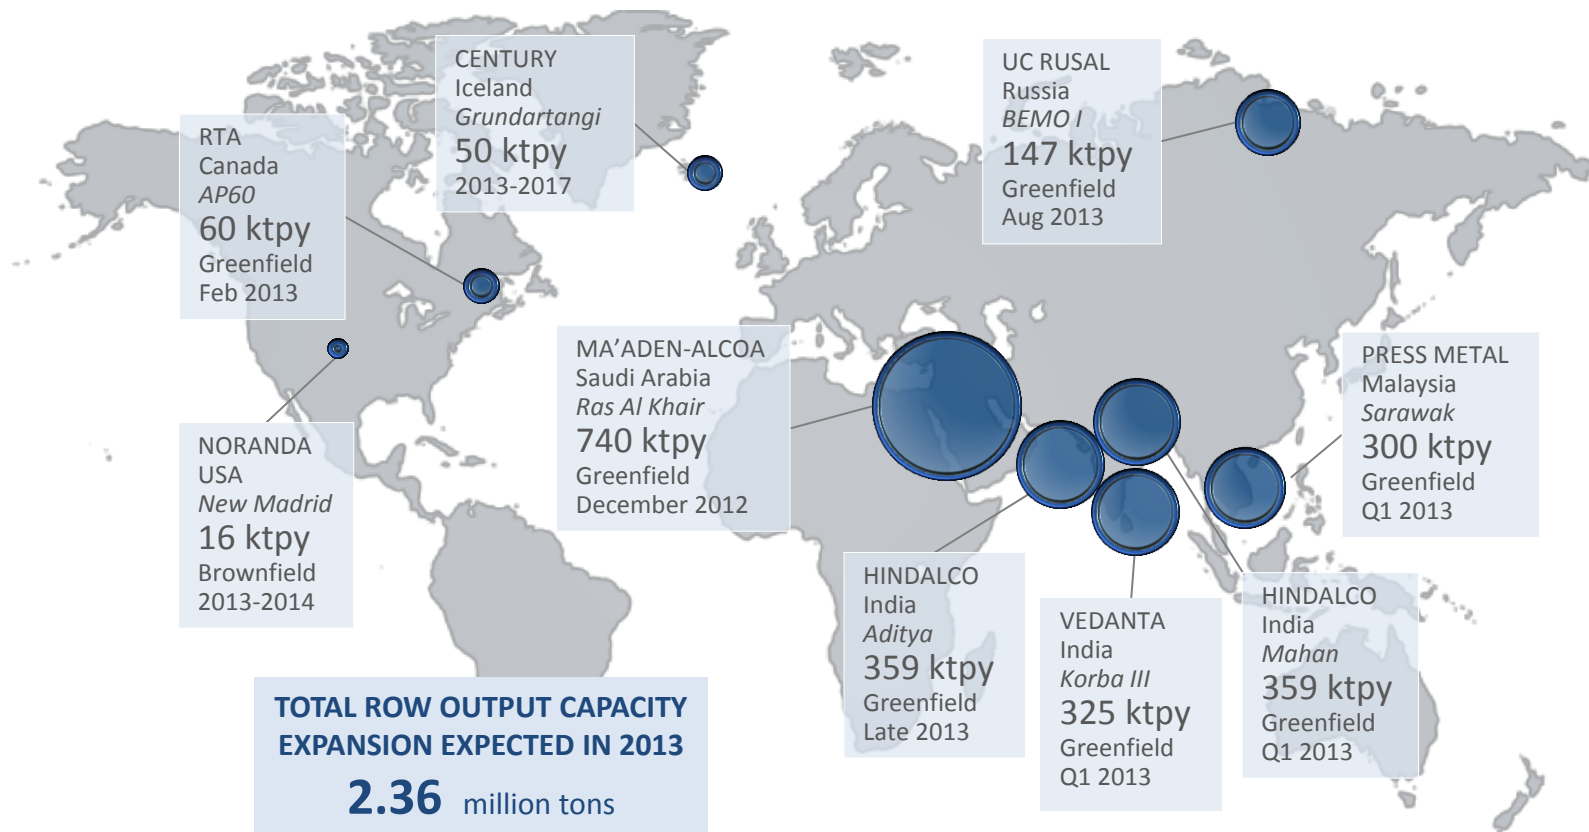 CENTURY
Iceland
Grundartangi
50 ktpy
2013-2017
UC RUSAL
Russia
BEMO I
147 ktpy
Greenfield
Aug 2013
RTA
Canada
AP60
60 ktpy
Greenfield
Feb 2013
MA’ADEN-ALCOA
Saudi Arabia
Ras Al Khair
740 ktpy
Greenfield
December 2012
PRESS METAL
Malaysia
Sarawak
300 ktpy
Greenfield
Q1 2013
NORANDA
USA
New Madrid
16 ktpy
Brownfield
2013-2014
HINDALCO
India
Aditya
359 ktpy
Greenfield
Late 2013
VEDANTA
India
Korba III
325 ktpy
Greenfield
Q1 2013
HINDALCO
India
Mahan
359 ktpy
Greenfield
Q1 2013
TOTAL ROW OUTPUT CAPACITY
EXPANSION EXPECTED IN 2013
2.36 million tons